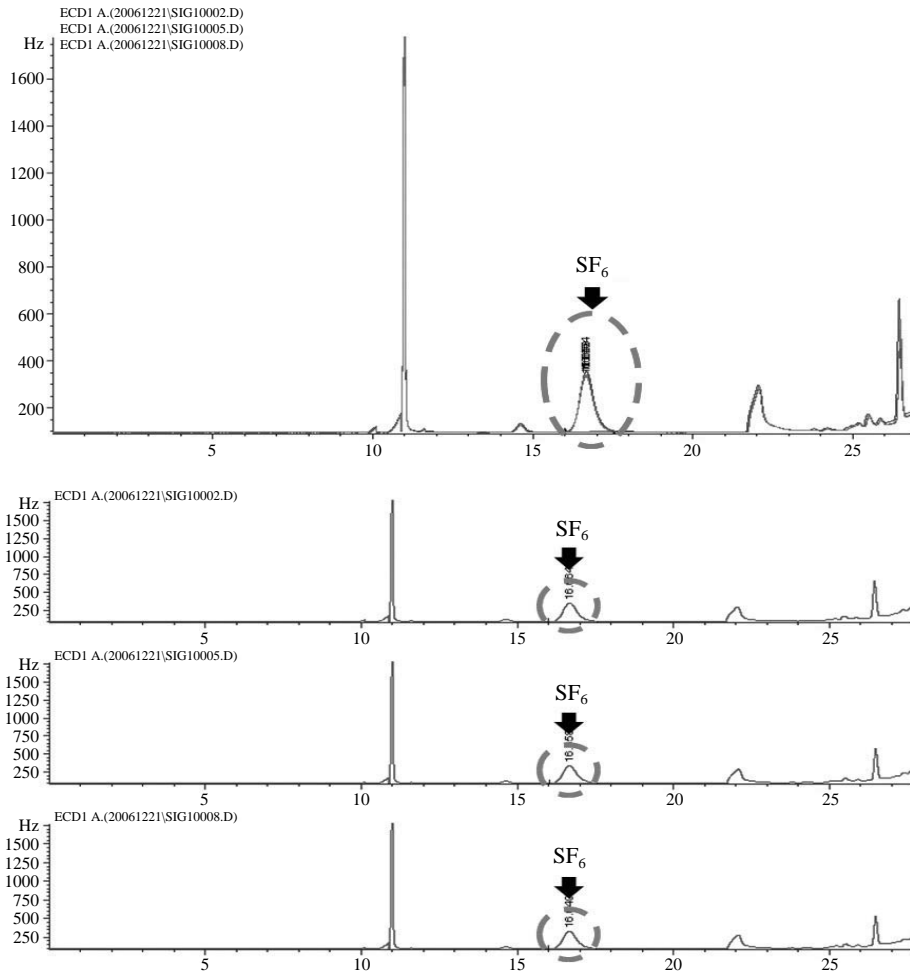 ECD1 A.(20061221\SIG10002.D)
ECD1 A.(20061221\SIG10005.D)
ECD1 A.(20061221\SIG10008.D)
Hz
1600
1400
1200
1000
800
600
400
200
SF₆
5 10 15 20 25
ECD1 A.(20061221\SIG10002.D)
Hz
1500
1250
1000
750
500
250
SF₆
5 10 15 20 25
ECD1 A.(20061221\SIG10005.D)
Hz
1500
1250
1000
750
500
250
SF₆
5 10 15 20 25
ECD1 A.(20061221\SIG10008.D)
Hz
1500
1250
1000
750
500
250
SF₆
5 10 15 20 25